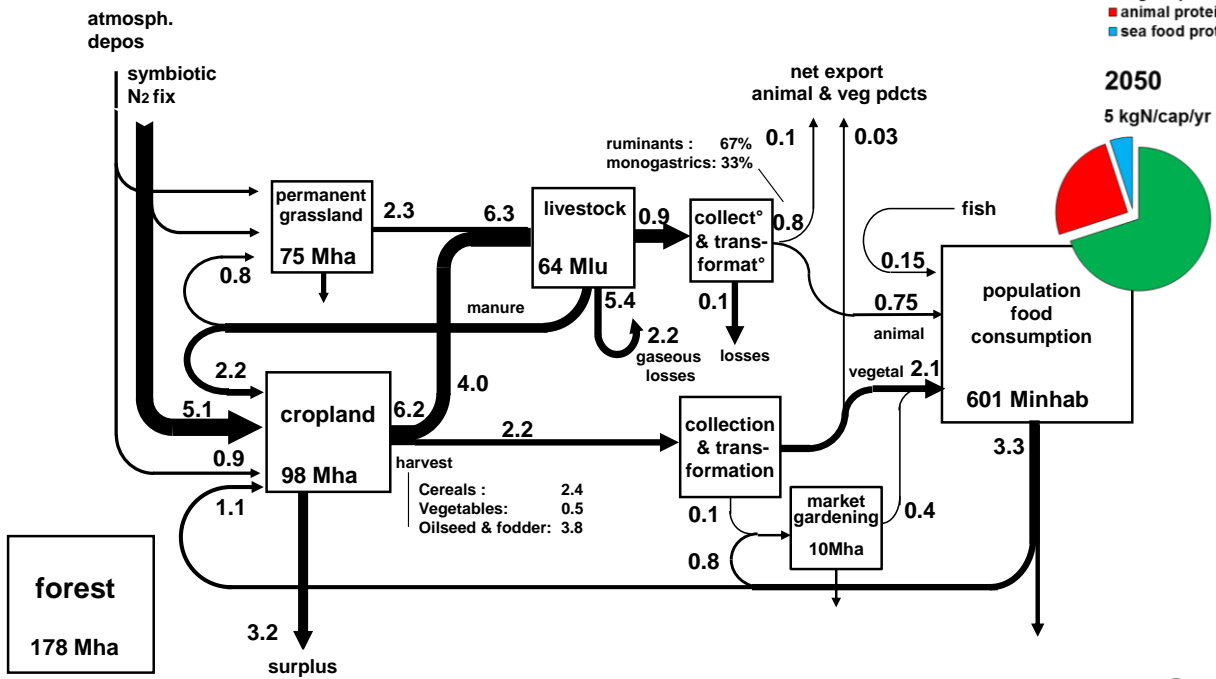 atmosph.
depos
symbiotic
N2 fix
animal
sea food
2050
5 kgN/cap/yr
net export
animal & veg pdcts
0.1
0.03
ruminants : 67%
monogastrics: 33%
permanent
grassland
75 Mha
2.3
6.3
livestock
64 Mlu
0.9
collect°
& trans-
format°
0.8
fish
0.15
0.8
manure
5.4
2.2
gaseous
losses
0.1
losses
0.75
animal
population
food
consumption
601 Minhab
2.2
5.1
cropland
98 Mha
6.2
4.0
2.2
vegetal 2.1
collection
& trans-
formation
3.3
0.9
1.1
harvest
Cereals : 2.4
Vegetables: 0.5
Oilseed & fodder: 3.8
0.1
0.8
market
gardening
10Mha
0.4
forest
178 Mha
3.2
surplus